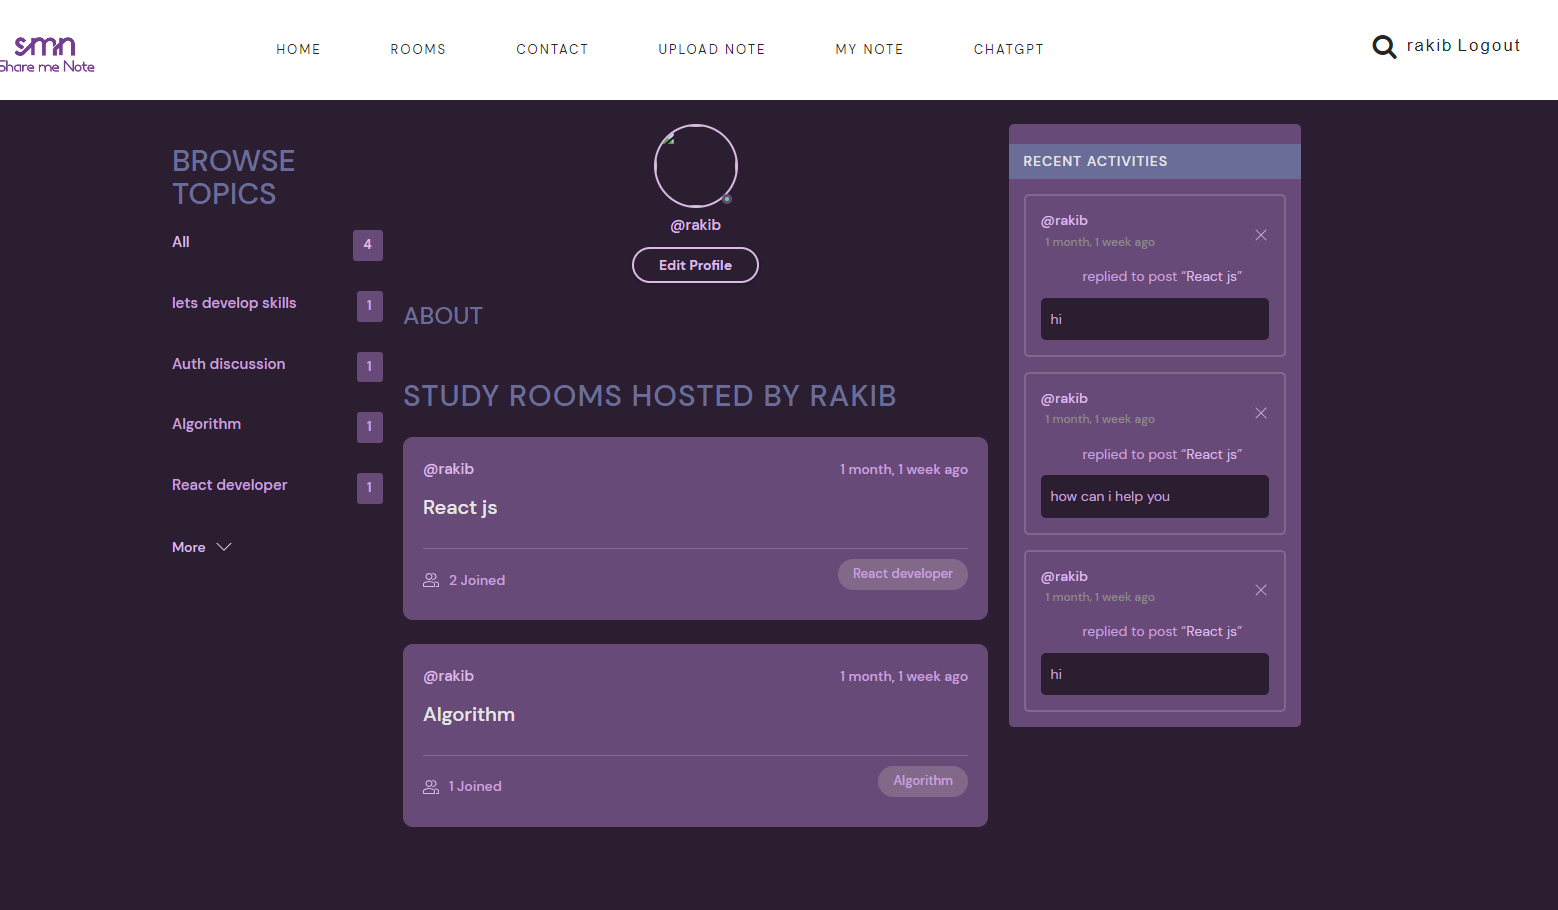 smn
Share me Note
HOME
ROOMS
CONTACT
UPLOAD NOTE
MY NOTE
CHATGPT
rakib Logout
BROWSE
TOPICS
All 4
lets develop skills 1
Auth discussion 1
Algorithm 1
React developer 1
More
@rakib
Edit Profile
ABOUT
STUDY ROOMS HOSTED BY RAKIB
@rakib 1 month, 1 week ago
React js
2 Joined React developer
@rakib 1 month, 1 week ago
Algorithm
1 Joined Algorithm
RECENT ACTIVITIES
@rakib
1 month, 1 week ago
replied to post “React js”
hi
@rakib
1 month, 1 week ago
replied to post “React js”
how can i help you
@rakib
1 month, 1 week ago
replied to post “React js”
hi